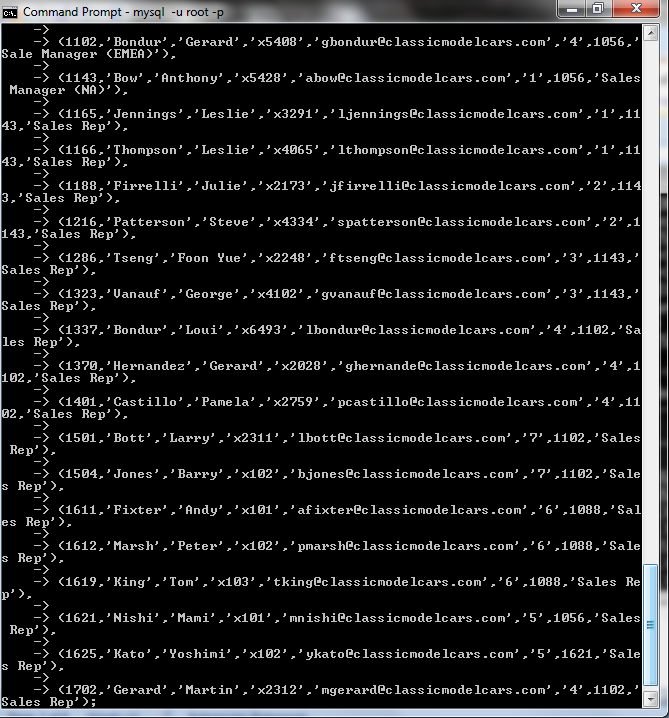 Command Prompt - mysql -u root -p
->
-> (1102,'Bondur','Gerard','x5408','gbondur@classicmodelcars.com','4',1056,'
Sale Manager (EMEA)'),
->
-> (1143,'Bow','Anthony','x5428','abow@classicmodelcars.com','1',1056,'Sales
 Manager (NA)'),
->
-> (1165,'Jennings','Leslie','x3291','ljennings@classicmodelcars.com','1',11
43,'Sales Rep'),
->
-> (1166,'Thompson','Leslie','x4065','lthompson@classicmodelcars.com','1',11
43,'Sales Rep'),
->
-> (1188,'Firrelli','Julie','x2173','jfirrelli@classicmodelcars.com','2',114
3,'Sales Rep'),
->
-> (1216,'Patterson','Steve','x4334','spatterson@classicmodelcars.com','2',1
143,'Sales Rep'),
->
-> (1286,'Tseng','Foon Yue','x2248','ftseng@classicmodelcars.com','3',1143,'
Sales Rep'),
->
-> (1323,'Vanauf','George','x4102','gvanauf@classicmodelcars.com','3',1143,'
Sales Rep'),
->
-> (1337,'Bondur','Loui','x6493','lbondur@classicmodelcars.com','4',1102,'Sa
les Rep'),
->
-> (1370,'Hernandez','Gerard','x2028','ghernande@classicmodelcars.com','4',1
102,'Sales Rep'),
->
-> (1401,'Castillo','Pamela','x2759','pcastillo@classicmodelcars.com','4',11
02,'Sales Rep'),
->
-> (1501,'Bott','Larry','x2311','lbott@classicmodelcars.com','7',1102,'Sales
 Rep'),
->
-> (1504,'Jones','Barry','x102','bjones@classicmodelcars.com','7',1102,'Sale
s Rep'),
->
-> (1611,'Fixter','Andy','x101','afixter@classicmodelcars.com','6',1088,'Sal
es Rep'),
->
-> (1612,'Marsh','Peter','x102','pmarsh@classicmodelcars.com','6',1088,'Sale
s Rep'),
->
-> (1619,'King','Tom','x103','tking@classicmodelcars.com','6',1088,'Sales Re
p'),
->
-> (1621,'Nishi','Mami','x101','mnishi@classicmodelcars.com','5',1056,'Sales
 Rep'),
->
-> (1625,'Kato','Yoshimi','x102','ykato@classicmodelcars.com','5',1621,'Sale
s Rep'),
->
-> (1702,'Gerard','Martin','x2312','mgerard@classicmodelcars.com','4',1102,'
Sales Rep');